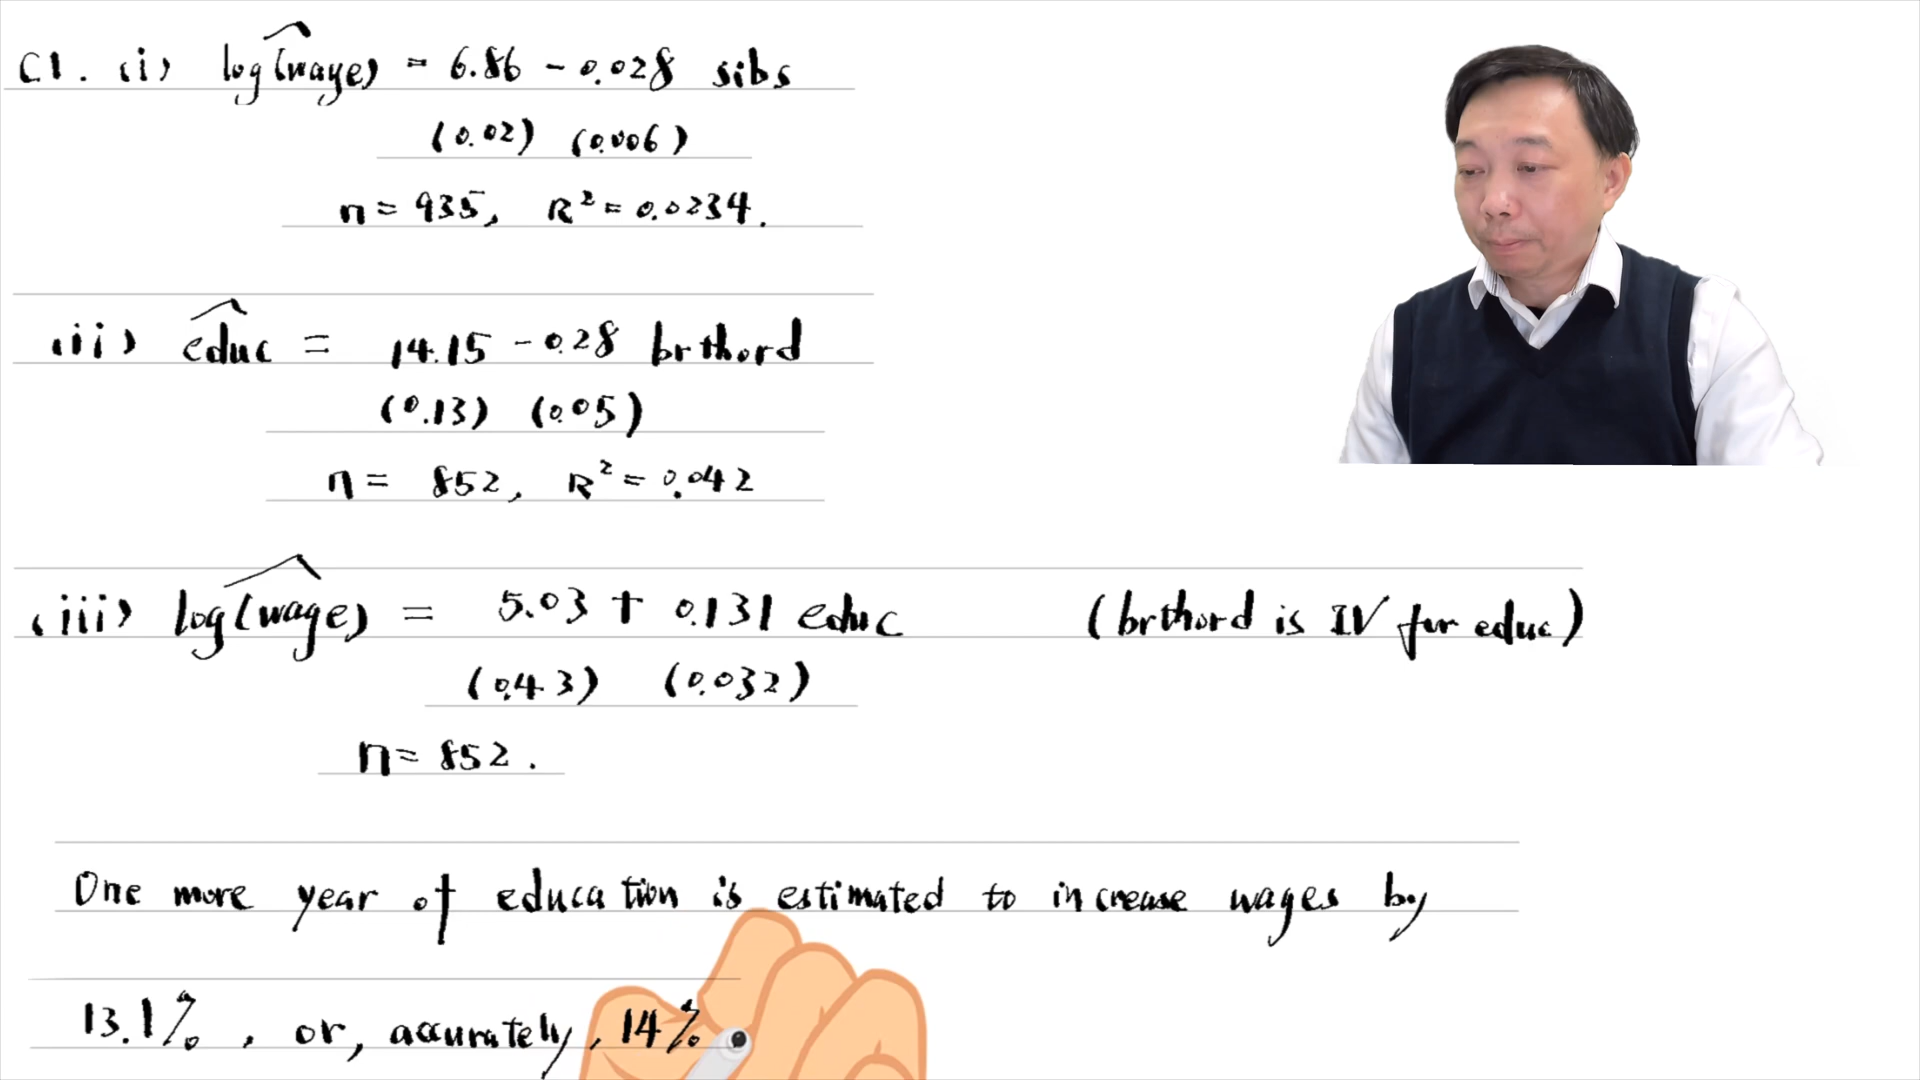 C1. (i) log(wage) = 6.86 - 0.028 sibs
(0.02) (0.006)
n = 935, R² = 0.0234.
(ii) educ = 14.15 - 0.28 brthord
(0.13) (0.05)
n = 852, R² = 0.042
(iii) log(wage) = 5.03 + 0.131 educ (brthord is IV for educ)
(0.43) (0.032)
n = 852.
One more year of education is estimated to increase wages by
13.1%, or, accurately, 14%